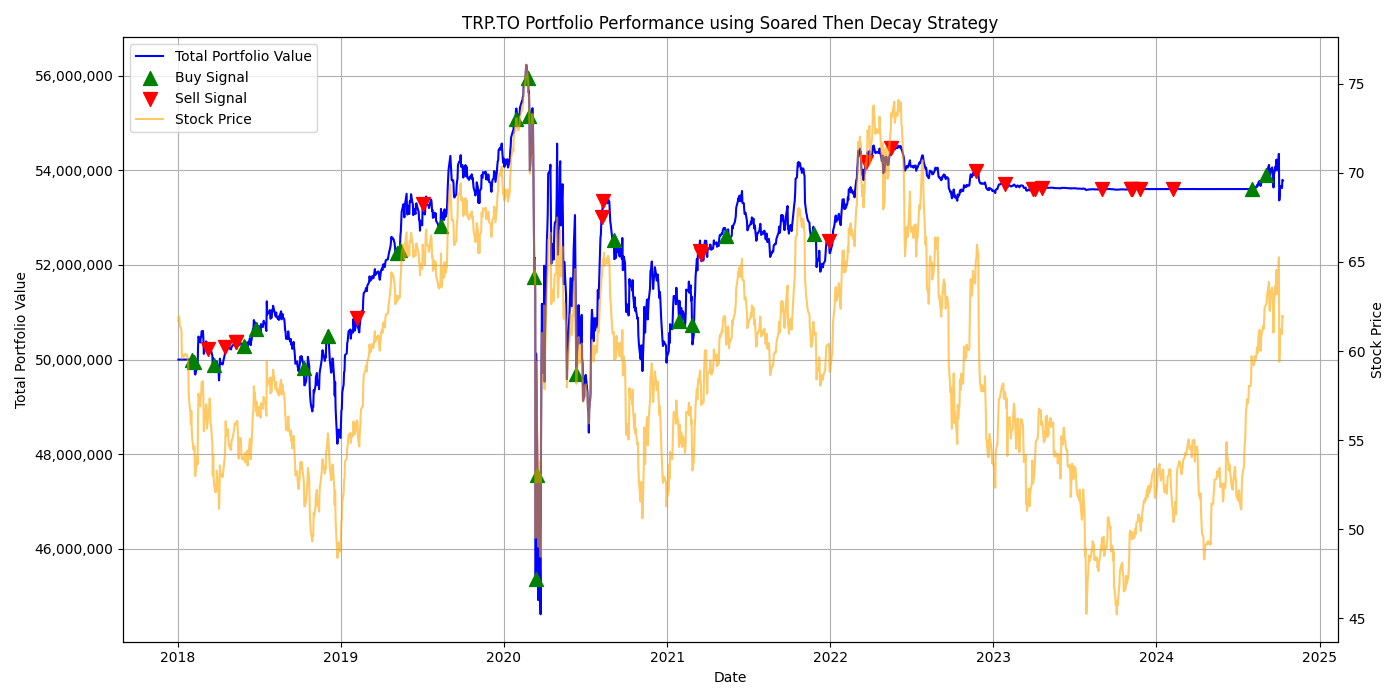 TRP.TO Portfolio Performance using Soared Then Decay Strategy
Total Portfolio Value
Buy Signal
Sell Signal
Stock Price
56,000,000
54,000,000
52,000,000
50,000,000
48,000,000
46,000,000
Total Portfolio Value
75
70
65
60
55
50
45
Stock Price
2018
2019
2020
2021
2022
2023
2024
2025
Date